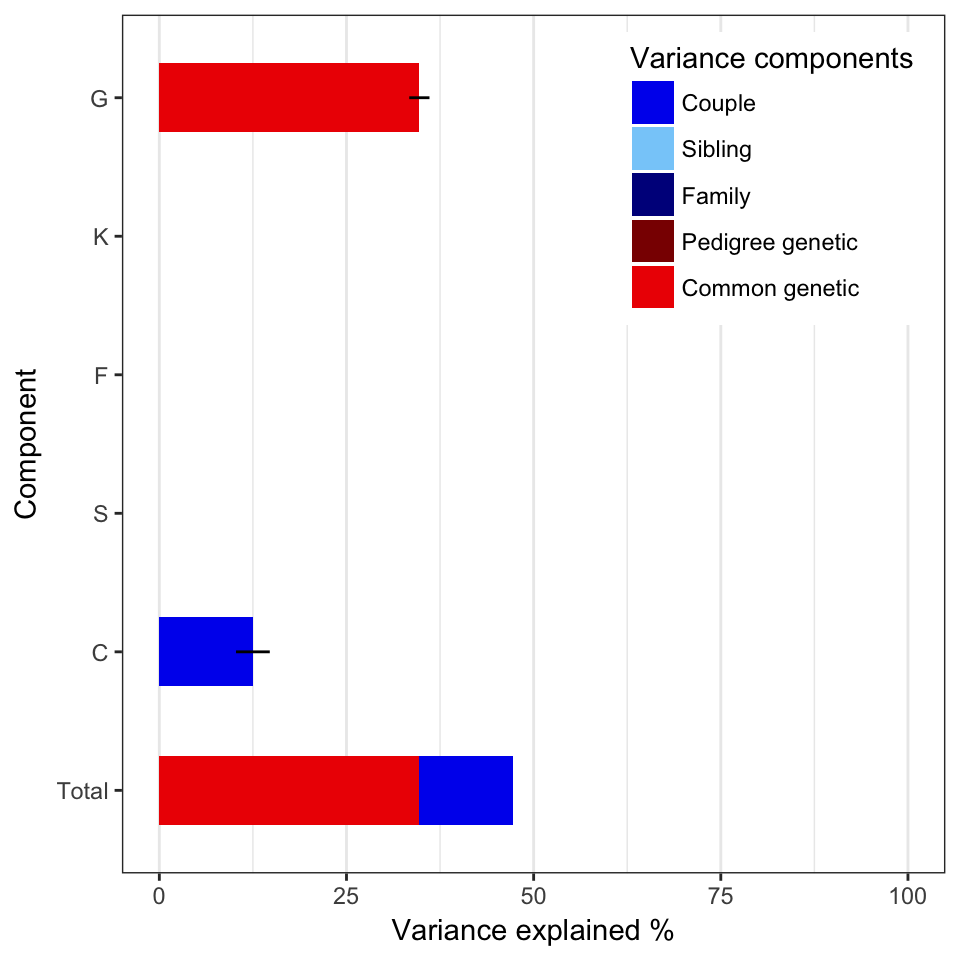 Variance components
Couple
Sibling
Family
Pedigree genetic
Common genetic
G
K
F
S
C
Total
Component
0 25 50 75 100
Variance explained %